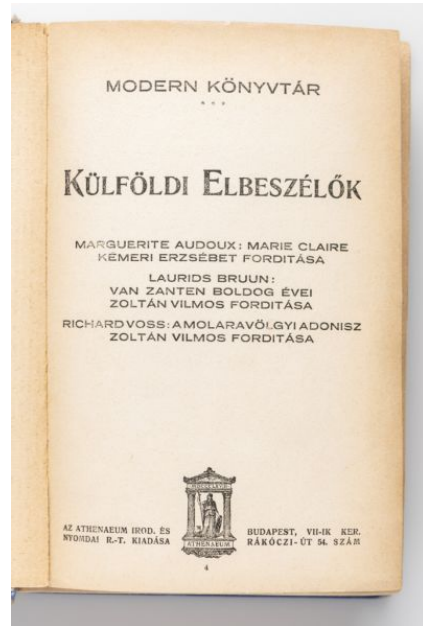 MODERN KÖNYVTÁR
* * *
KÜLFÖLDI ELBESZÉLŐK
MARGUERITE AUDOUX: MARIE CLAIRE
KÉMERI ERZSÉBET FORDITÁSA
LAURIDS BRUUN:
VAN ZANTEN BOLDOG ÉVEI
ZOLTÁN VILMOS FORDITÁSA
RICHARD VOSS: A MOLARAVÖLGYI ADONISZ
ZOLTÁN VILMOS FORDITÁSA
AZ ATHENAEUM IROD. ÉS
NYOMDAI R.-T. KIADÁSA
ATHENAEUM
BUDAPEST, VII-IK KER.
RÁKÓCZI-ÚT 54. SZÁM